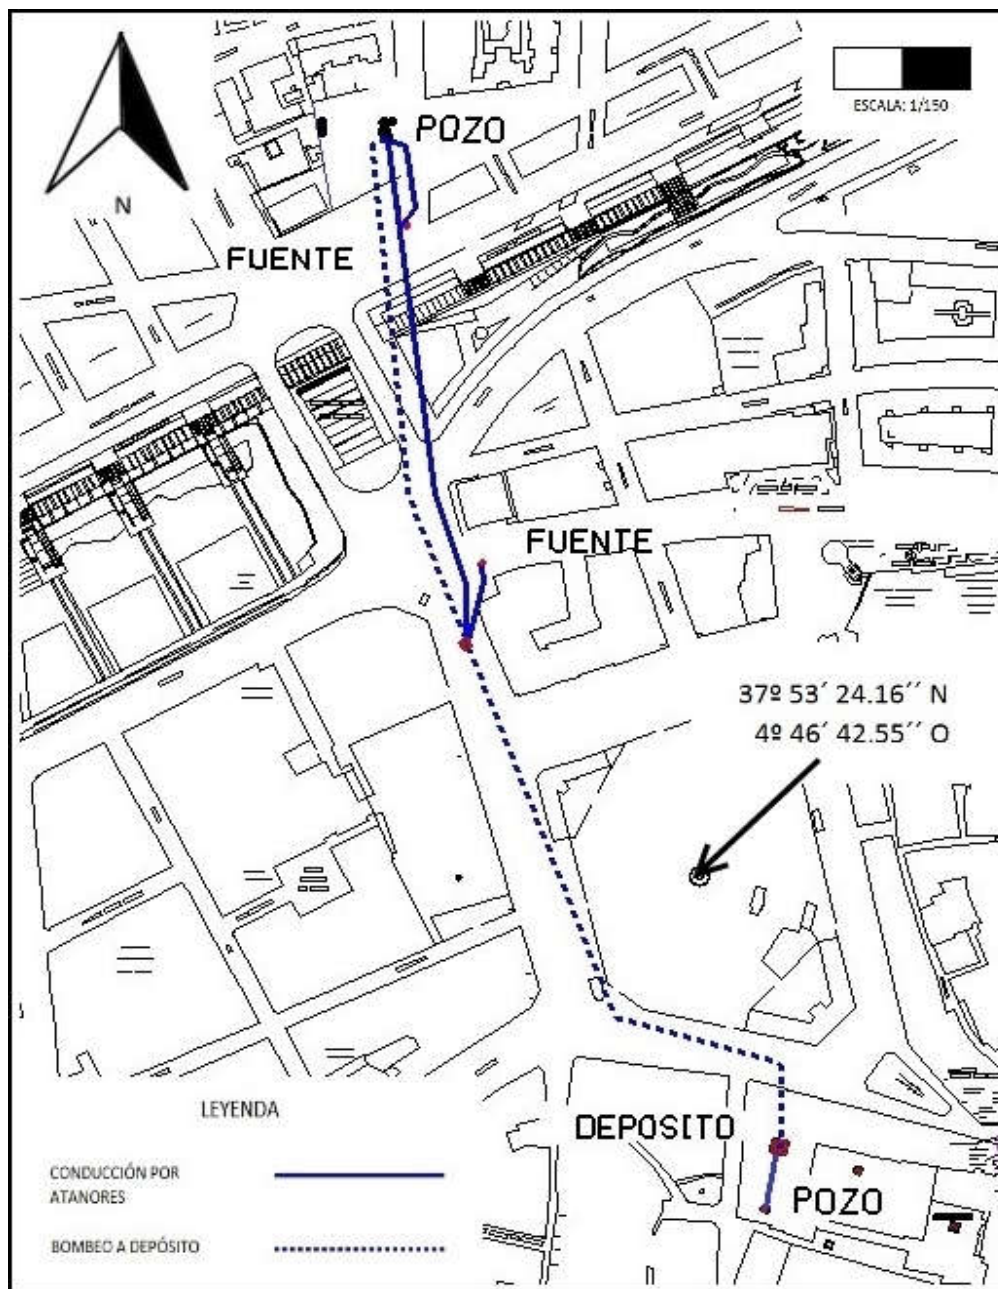 POZO
ESCALA: 1/150
N
FUENTE
FUENTE
37º 53´ 24.16´´ N
4º 46´ 42.55´´ O
DEPOSITO
POZO
LEYENDA
CONDUCCIÓN POR
ATANORES
BOMBEO A DEPÓSITO